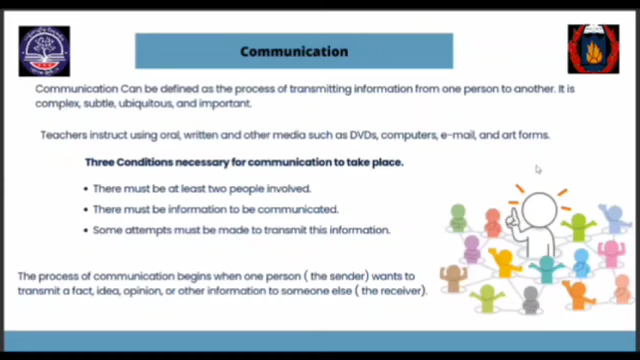 Communication
Communication Can be defined as the process of transmitting information from one person to another. It is
complex, subtle, ubiquitous, and important.
Teachers instruct using oral, written and other media such as DVDs, computers, e-mail, and art forms.
Three Conditions necessary for communication to take place.
• There must be at least two people involved.
• There must be information to be communicated.
• Some attempts must be made to transmit this information.
The process of communication begins when one person ( the sender) wants to
transmit a fact, idea, opinion, or other information to someone else ( the receiver).